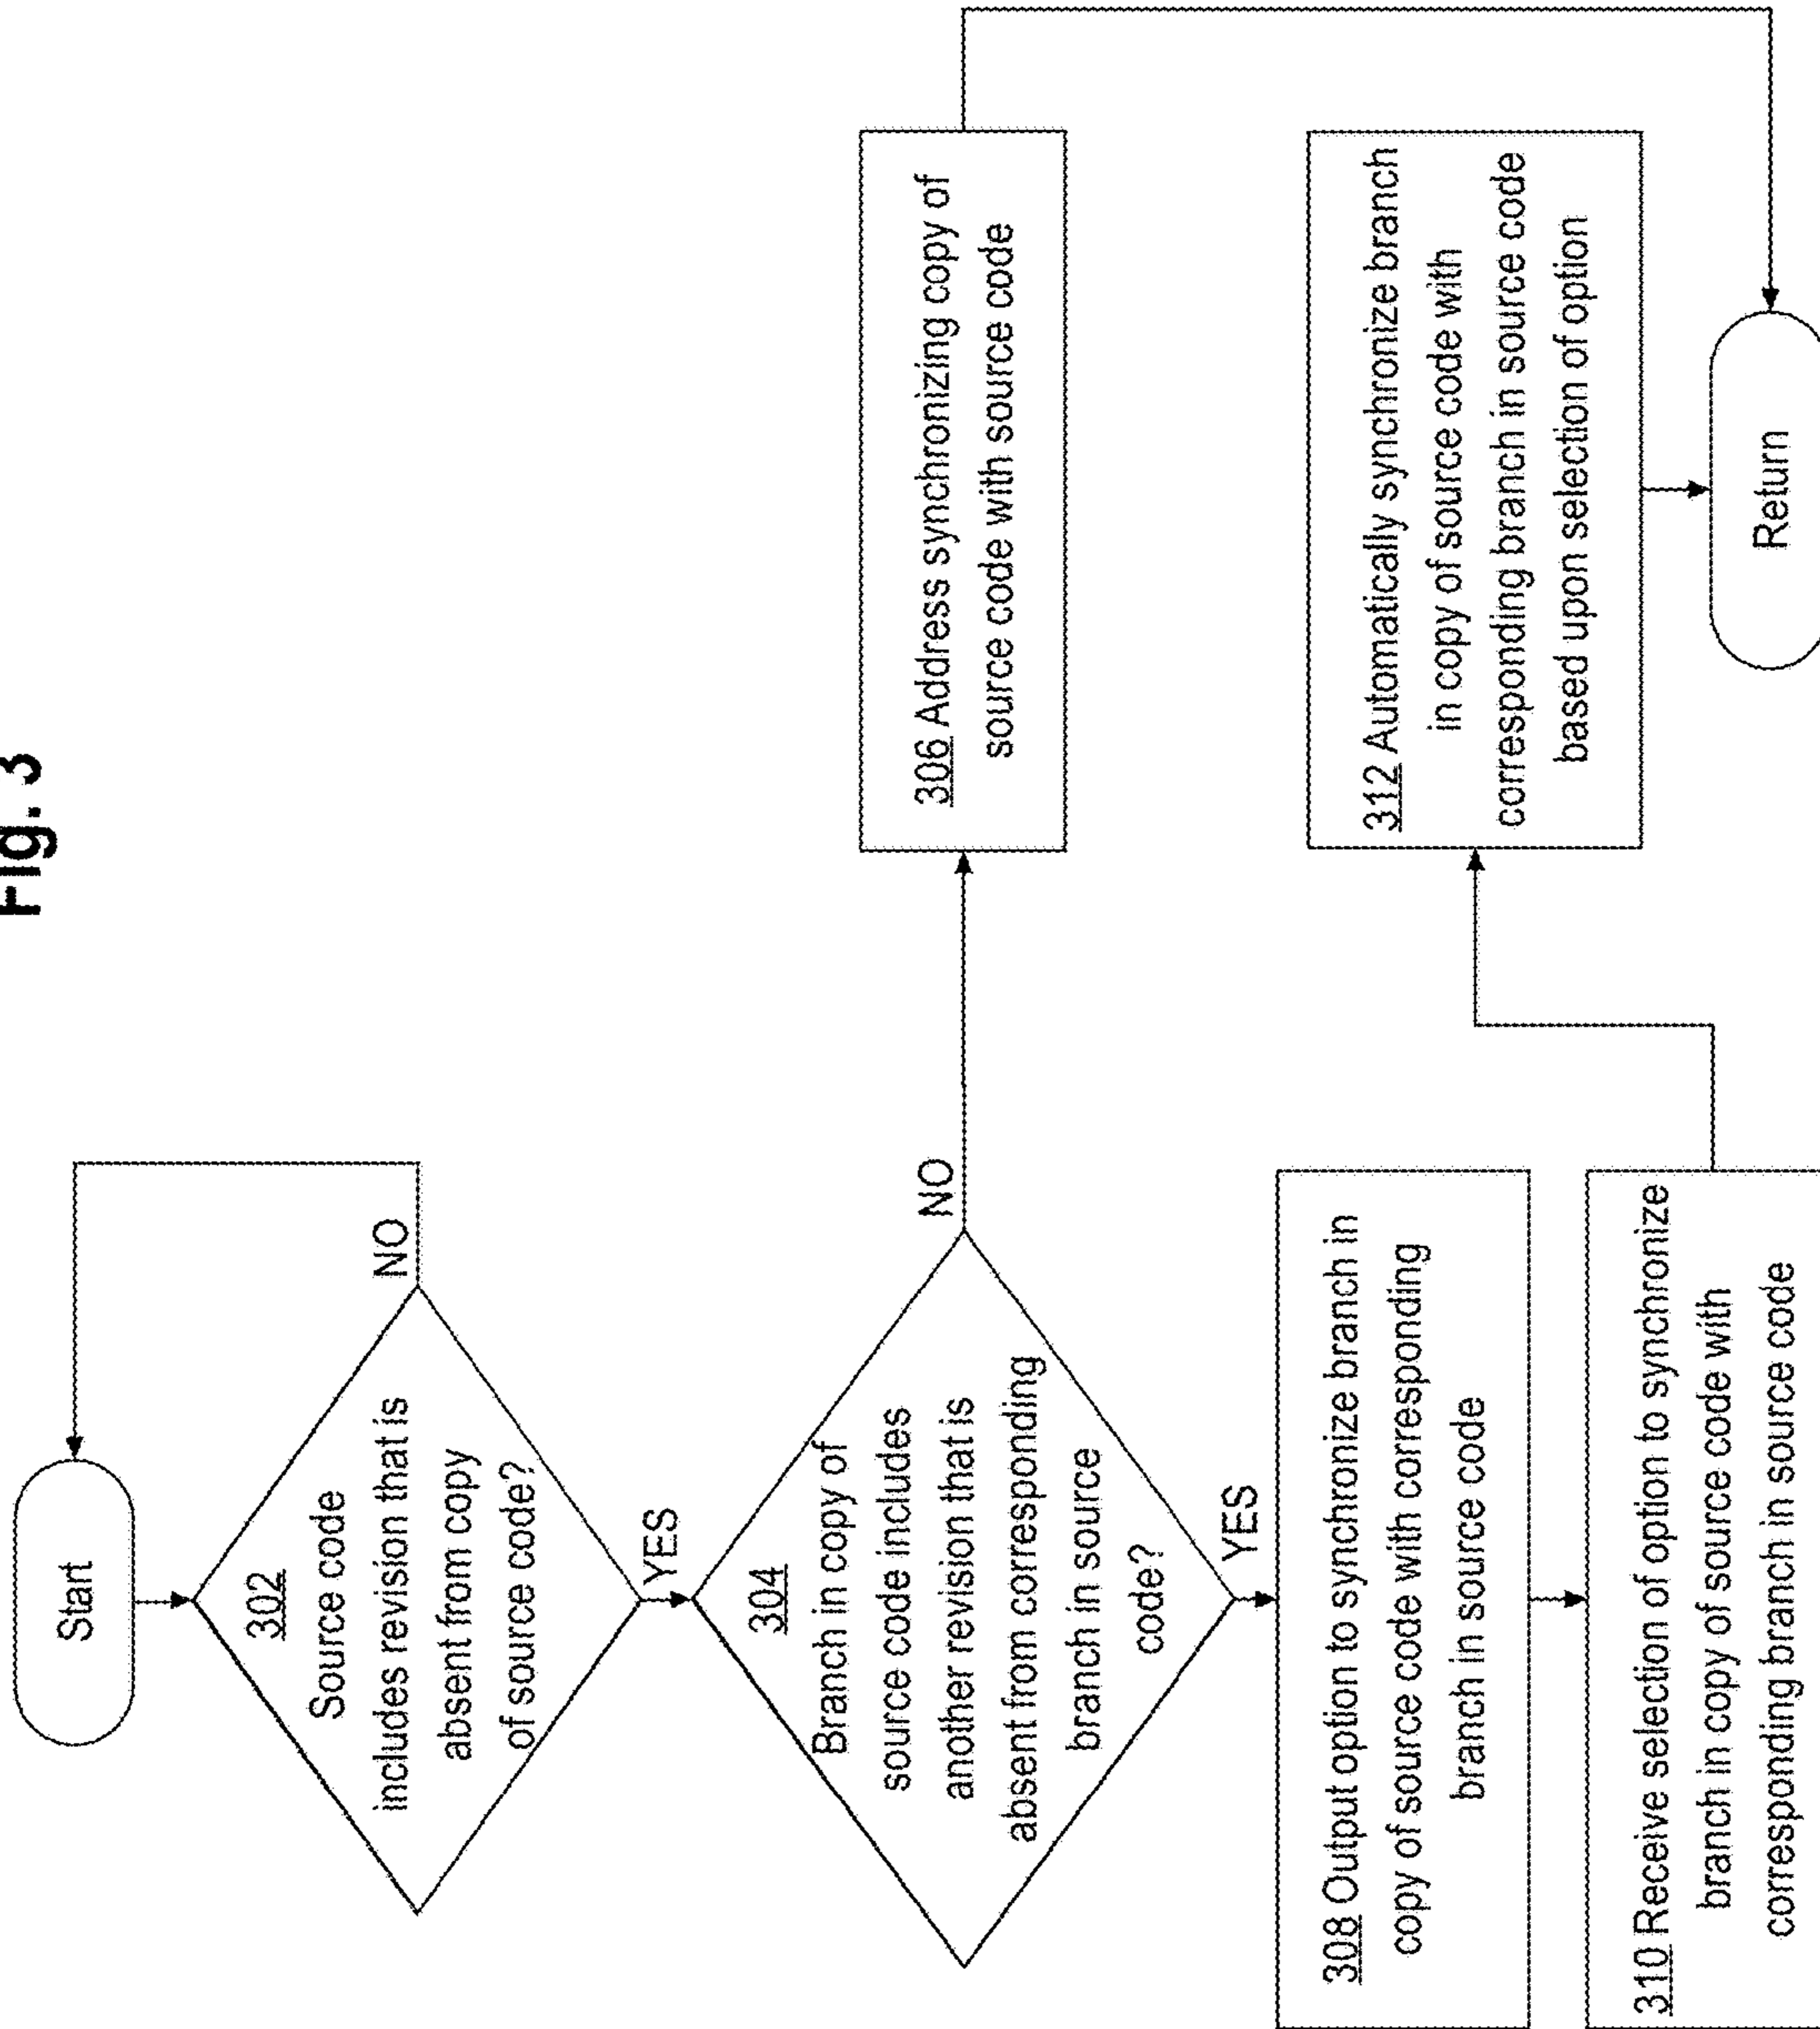 Fig. 3
Start
302
Source code
includes revision that is
absent from copy
of source code?
NO
YES
304
Branch in copy of
source code includes
another revision that is
absent from corresponding
branch in source
code?
NO
YES
306 Address synchronizing copy of
source code with source code
308 Output option to synchronize branch in
copy of source code with corresponding
branch in source code
310 Receive selection of option to synchronize
branch in copy of source code with
corresponding branch in source code
312 Automatically synchronize branch
in copy of source code with
corresponding branch in source code
based upon selection of option
Return